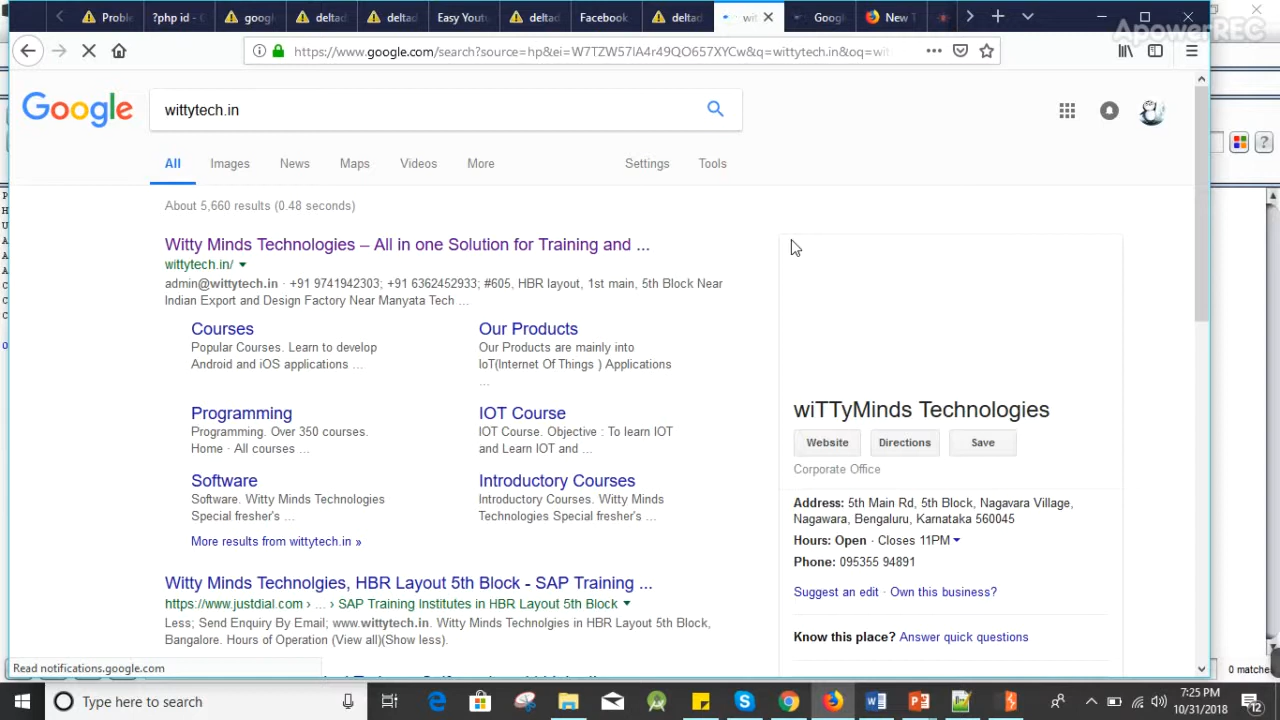 Proble
?php id - G
google
deltad
deltad
Easy Youtu
deltad
Facebook
deltad
wit
Googl
New T
ApowerREC
https://www.google.com/search?source=hp&ei=W7TZW57IA4r49QO657XYCw&q=wittytech.in&oq=wi
Google
wittytech.in
All Images News Maps Videos More Settings Tools
About 5,660 results (0.48 seconds)
Witty Minds Technologies – All in one Solution for Training and ...
wittytech.in/
admin@wittytech.in · +91 9741942303; +91 6362452933; #605, HBR layout, 1st main, 5th Block Near
Indian Export and Design Factory Near Manyata Tech ...
Courses
Popular Courses. Learn to develop
Android and iOS applications ...
Our Products
Our Products are mainly into
IoT(Internet Of Things ) Applications
...
Programming
Programming. Over 350 courses.
Home · All courses ...
IOT Course
IOT Course. Objective : To learn IOT
and Learn IOT and ...
Software
Software. Witty Minds Technologies
Special fresher's ...
Introductory Courses
Introductory Courses. Witty Minds
Technologies Special fresher's ...
More results from wittytech.in »
Witty Minds Technolgies, HBR Layout 5th Block - SAP Training ...
https://www.justdial.com › ... › SAP Training Institutes in HBR Layout 5th Block
Less; Send Enquiry By Email; www.wittytech.in. Witty Minds Technolgies in HBR Layout 5th Block,
Bangalore. Hours of Operation (View all)(Show less).
wiTTyMinds Technologies
Website Directions Save
Corporate Office
Address: 5th Main Rd, 5th Block, Nagavara Village,
Nagawara, Bengaluru, Karnataka 560045
Hours: Open · Closes 11PM
Phone: 095355 94891
Suggest an edit · Own this business?
Know this place? Answer quick questions
Read notifications.google.com
0 matches
Type here to search
7:25 PM
10/31/2018
12